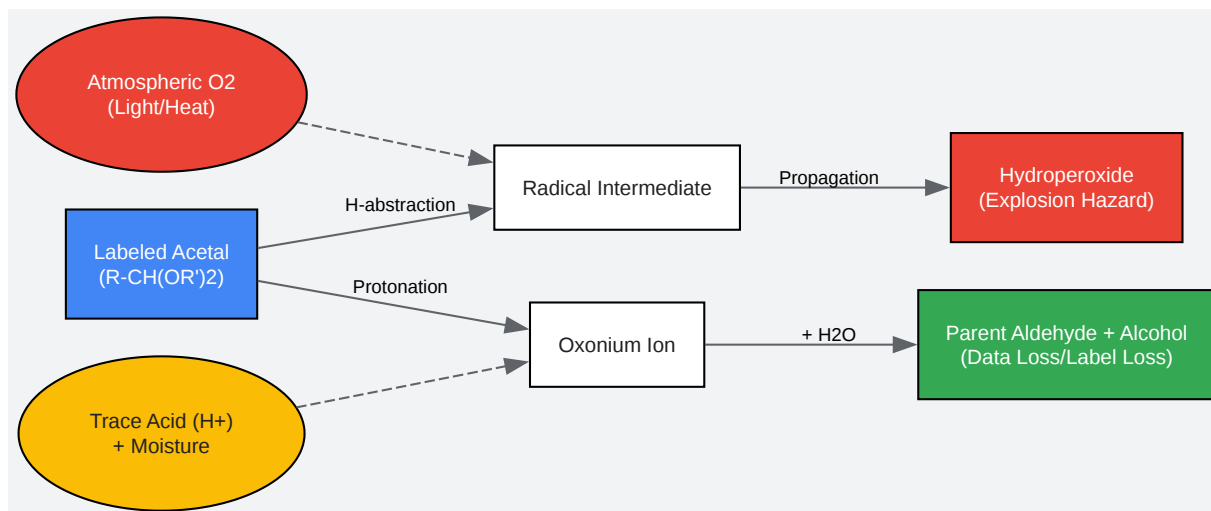 Atmospheric O2
(Light/Heat)
Radical Intermediate
Propagation
Hydroperoxide
(Explosion Hazard)
H-abstraction
Labeled Acetal
(R-CH(OR')2)
Protonation
Oxonium Ion
+ H2O
Parent Aldehyde + Alcohol
(Data Loss/Label Loss)
Trace Acid (H+)
+ Moisture